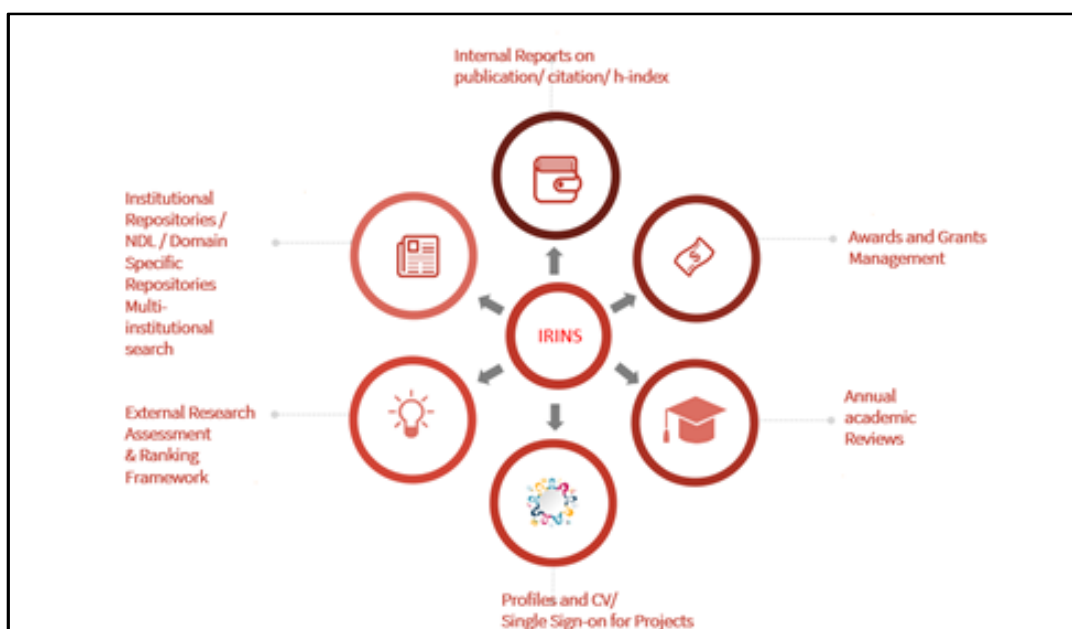 Internal Reports on
publication/ citation/ h-index
Institutional
Repositories /
NDL / Domain
Specific
Repositories
Multi-
institutional
search
Awards and Grants
Management
IRINS
External Research
Assessment
& Ranking
Framework
Annual
academic
Reviews
Profiles and CV/
Single Sign-on for Projects